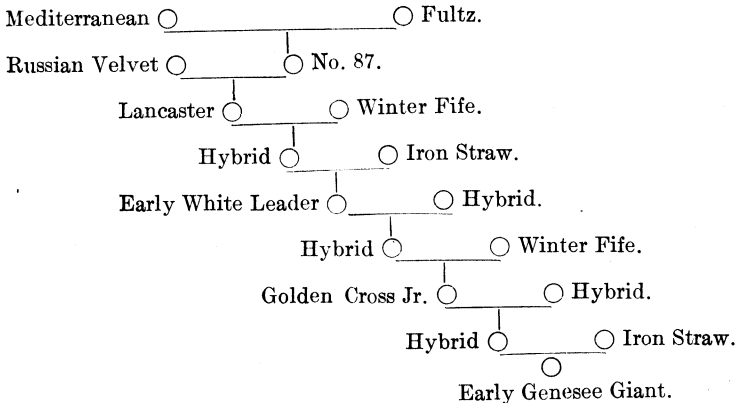 Mediterranean Fultz.
Russian Velvet No. 87.
Lancaster Winter Fife.
Hybrid Iron Straw.
Early White Leader Hybrid.
Hybrid Winter Fife.
Golden Cross Jr. Hybrid.
Hybrid Iron Straw.
Early Genesee Giant.